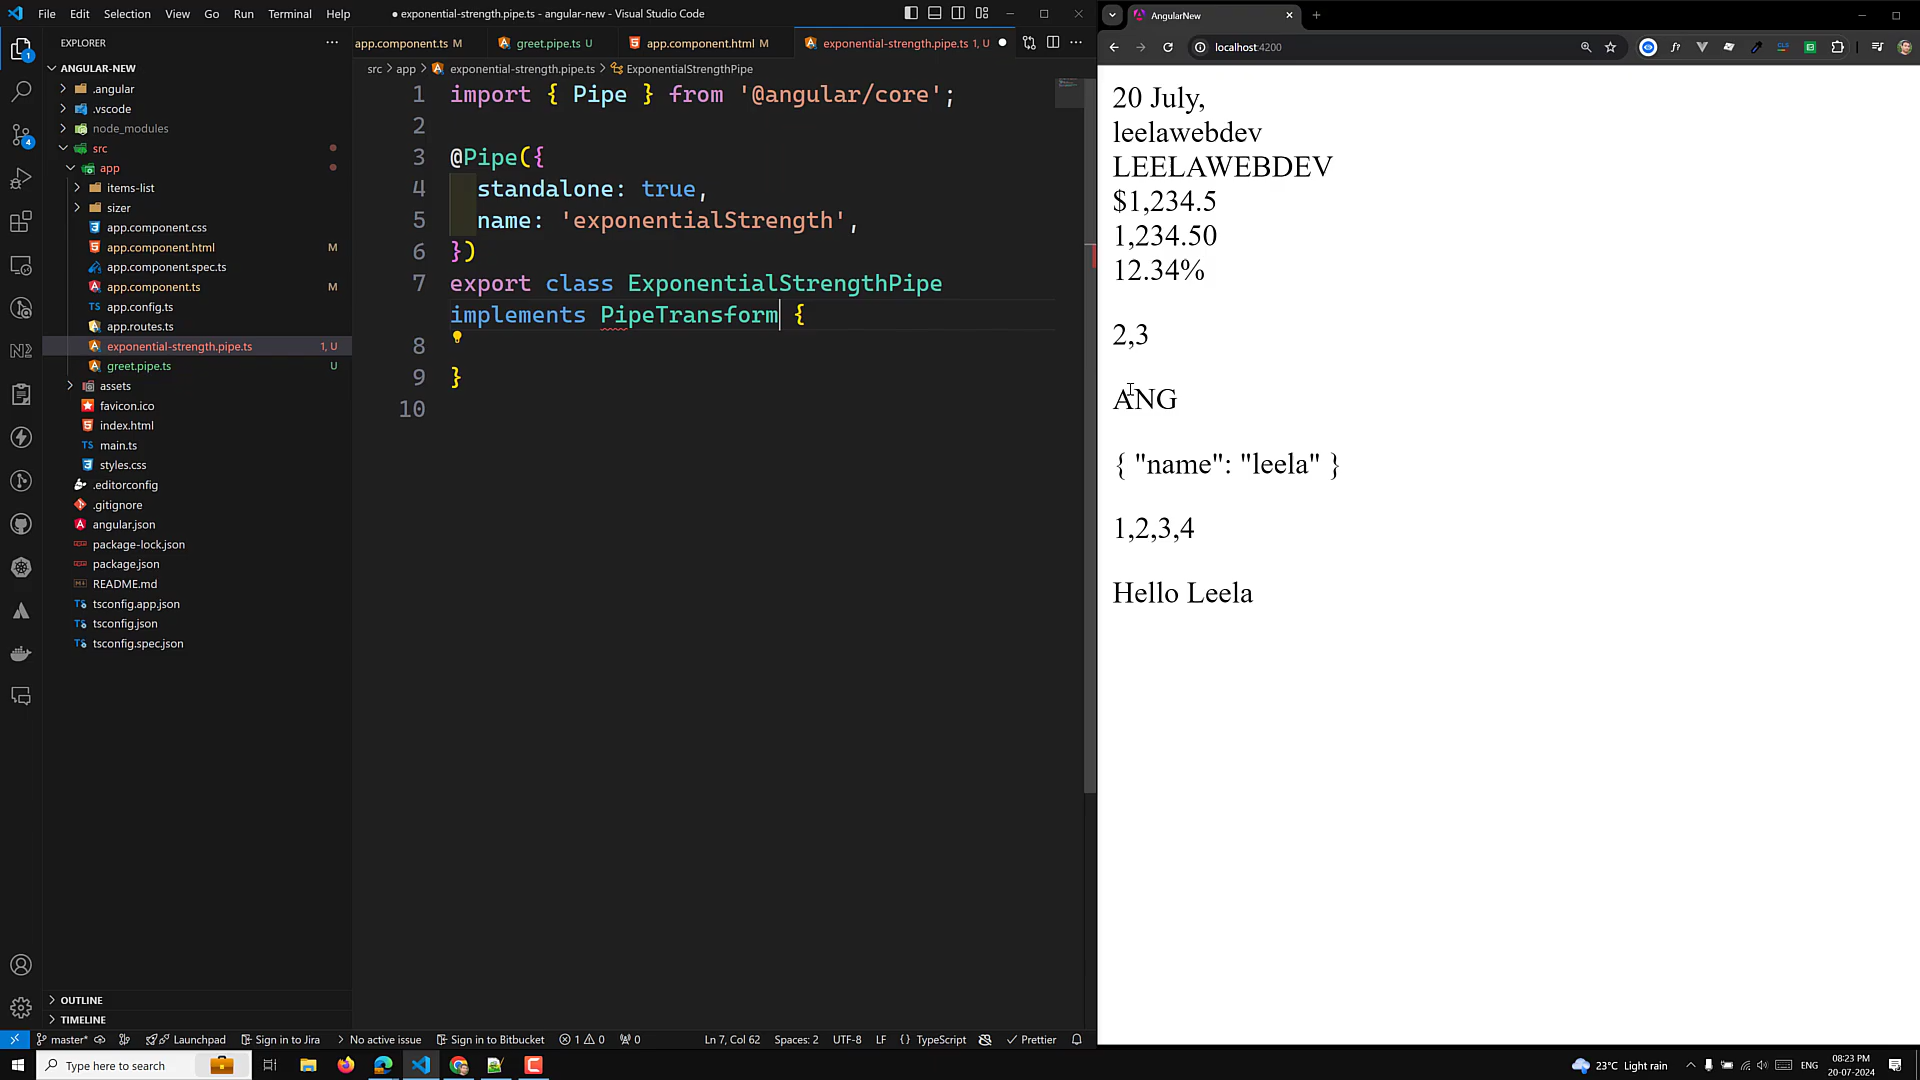 File Edit Selection View Go Run Terminal Help
● exponential-strength.pipe.ts - angular-new - Visual Studio Code
EXPLORER
ANGULAR-NEW
.angular
.vscode
node_modules
src
app
items-list
sizer
app.component.css
app.component.html M
app.component.spec.ts
app.component.ts M
app.config.ts
app.routes.ts
exponential-strength.pipe.ts 1, U
greet.pipe.ts U
assets
favicon.ico
index.html
main.ts
styles.css
.editorconfig
.gitignore
angular.json
package-lock.json
package.json
README.md
tsconfig.app.json
tsconfig.json
tsconfig.spec.json
OUTLINE
TIMELINE
app.component.ts M
greet.pipe.ts U
app.component.html M
exponential-strength.pipe.ts 1, U
src > app > exponential-strength.pipe.ts > ExponentialStrengthPipe
1 import { Pipe } from '@angular/core';
2
3 @Pipe({
4 standalone: true,
5 name: 'exponentialStrength',
6 })
7 export class ExponentialStrengthPipe
implements PipeTransform {
8
9 }
10
master* Launchpad Sign in to Jira No active issue Sign in to Bitbucket 1 0 0 Ln 7, Col 62 Spaces: 2 UTF-8 LF {} TypeScript Prettier
AngularNew
localhost:4200
20 July,
leelawebdev
LEELAWEBDEV
$1,234.5
1,234.50
12.34%
2,3
ANG
{ "name": "leela" }
1,2,3,4
Hello Leela
Type here to search
23°C Light rain
ENG
08:23 PM
20-07-2024